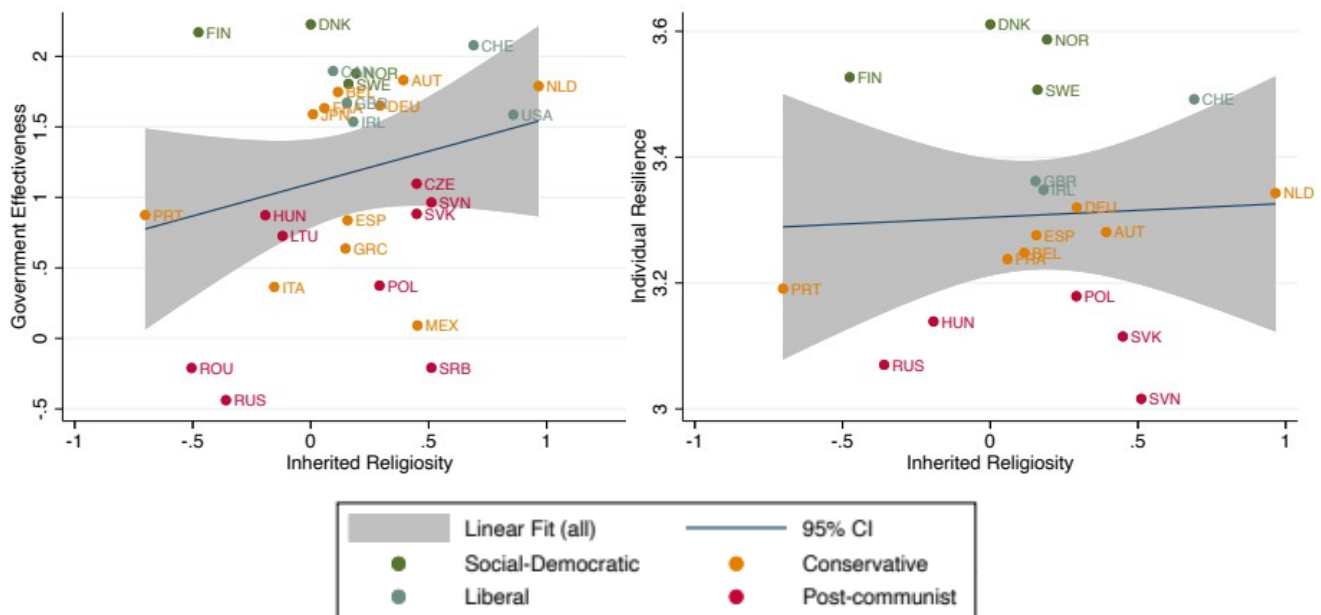 DNK
FIN
CHE
CAN
NOR
SWE
AUT
NLD
BEL
GBR
FRA
DEU
JPN
IRL
USA
CZE
SVN
PRT
HUN
SVK
ESP
LTU
GRC
ITA
POL
MEX
ROU
SRB
RUS
2
1.5
1
.5
0
-.5
Government Effectiveness
-1
-.5
0
.5
1
Inherited Religiosity
DNK
NOR
FIN
SWE
CHE
GBR
IRL
NLD
DEU
ESP
AUT
BEL
FRA
PRT
POL
HUN
SVK
RUS
SVN
3.6
3.4
3.2
3
Individual Resilience
-1
-.5
0
.5
1
Inherited Religiosity
Linear Fit (all)
95% CI
Social-Democratic
Conservative
Liberal
Post-communist